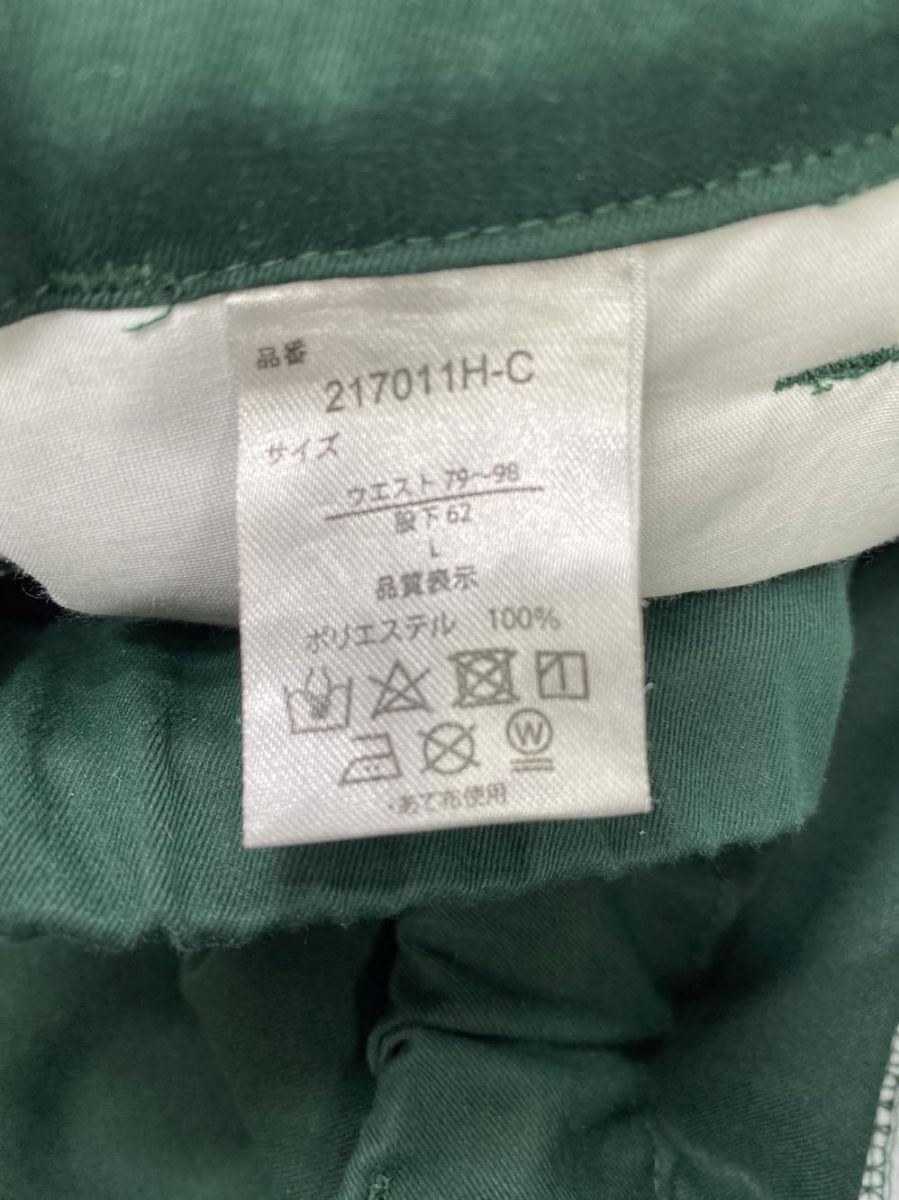 品番
217011H-C
サイズ
ウエスト 79～98
股下 62
L
品質表示
ポリエステル 100%
W
・あて布使用